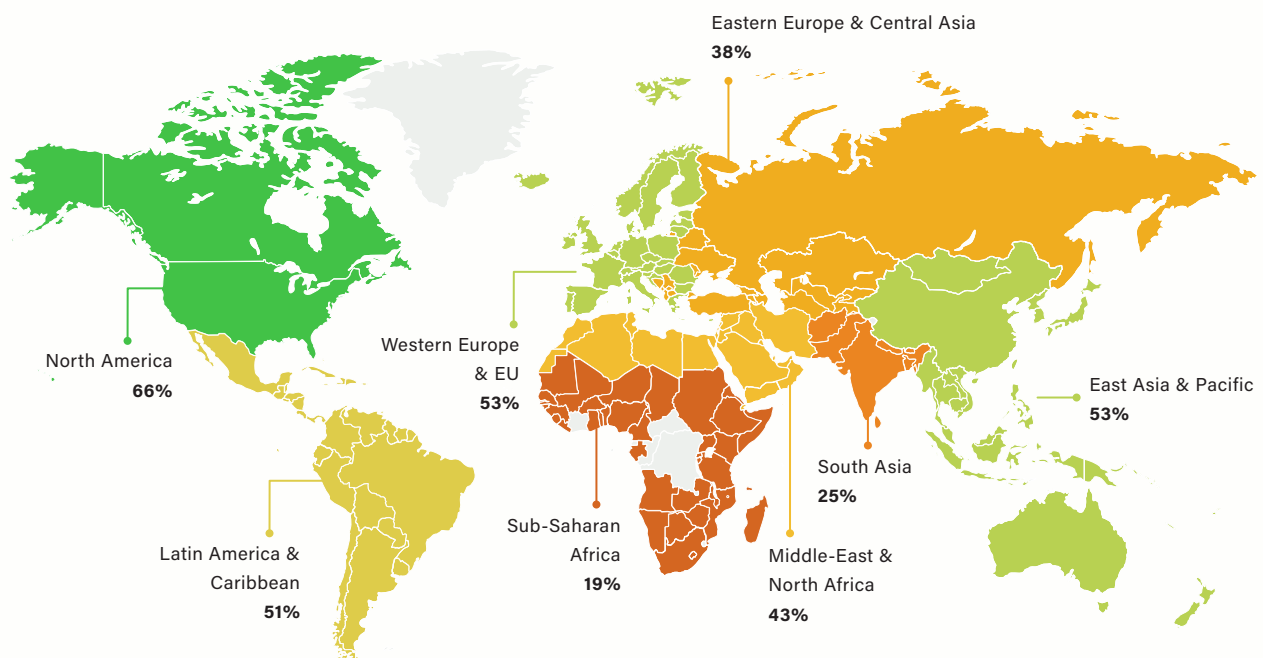 Eastern Europe & Central Asia
38%
North America
66%
Western Europe
& EU
53%
East Asia & Pacific
53%
South Asia
25%
Sub-Saharan
Africa
19%
Middle-East &
North Africa
43%
Latin America &
Caribbean
51%